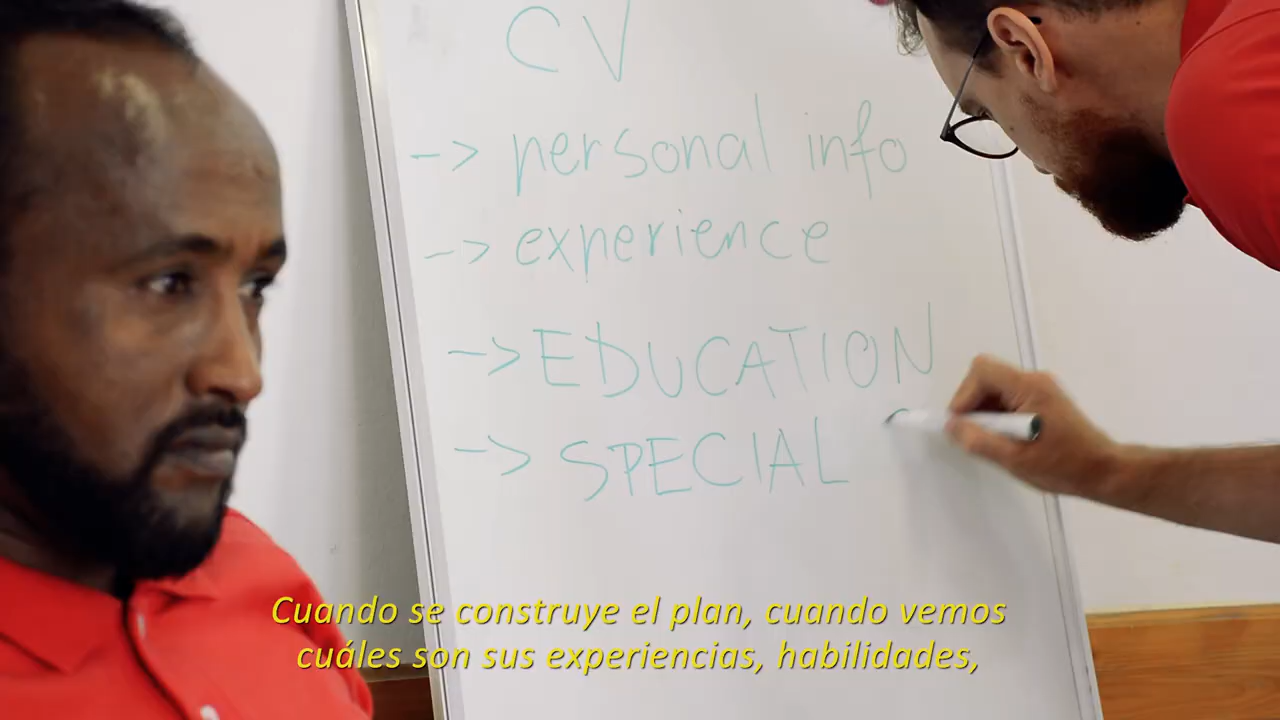 CV
-> personal info
-> experience
-> EDUCATION
-> SPECIAL
Cuando se construye el plan, cuando vemos
cuáles son sus experiencias, habilidades,